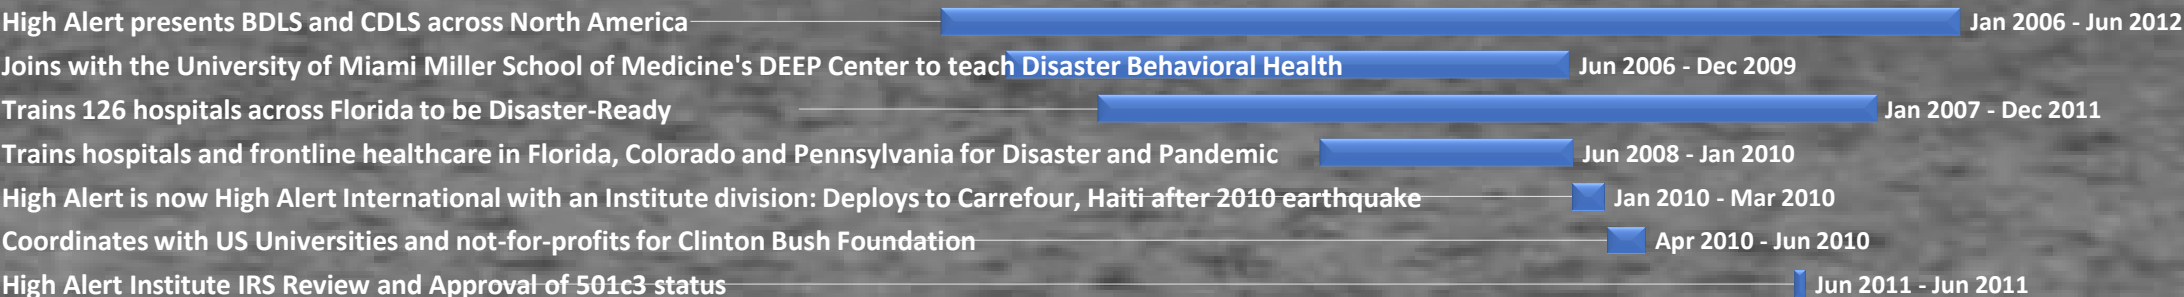 High Alert presents BDLS and CDLS across North America Jan 2006 - Jun 2012
Joins with the University of Miami Miller School of Medicine's DEEP Center to teach Disaster Behavioral Health Jun 2006 - Dec 2009
Trains 126 hospitals across Florida to be Disaster-Ready Jan 2007 - Dec 2011
Trains hospitals and frontline healthcare in Florida, Colorado and Pennsylvania for Disaster and Pandemic Jun 2008 - Jan 2010
High Alert is now High Alert International with an Institute division: Deploys to Carrefour, Haiti after 2010 earthquake Jan 2010 - Mar 2010
Coordinates with US Universities and not-for-profits for Clinton Bush Foundation Apr 2010 - Jun 2010
High Alert Institute IRS Review and Approval of 501c3 status Jun 2011 - Jun 2011